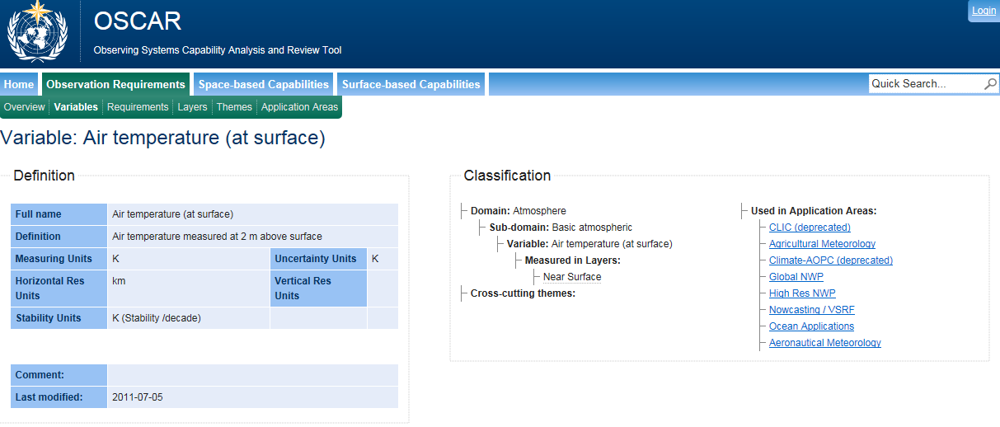 OSCAR
Login
Observing Systems Capability Analysis and Review Tool
Home Observation Requirements Space-based Capabilities Surface-based Capabilities Quick Search...
Overview Variables Requirements Layers Themes Application Areas
Variable: Air temperature (at surface)
Definition
Full name Air temperature (at surface)
Definition Air temperature measured at 2 m above surface
Measuring Units K Uncertainty Units K
Horizontal Res Units km Vertical Res Units
Stability Units K (Stability /decade)
Comment:
Last modified: 2011-07-05
Classification
Domain: Atmosphere
Sub-domain: Basic atmospheric
Variable: Air temperature (at surface)
Measured in Layers:
Near Surface
Cross-cutting themes:
Used in Application Areas:
CLIC (deprecated)
Agricultural Meteorology
Climate-AOPC (deprecated)
Global NWP
High Res NWP
Nowcasting / VSRF
Ocean Applications
Aeronautical Meteorology